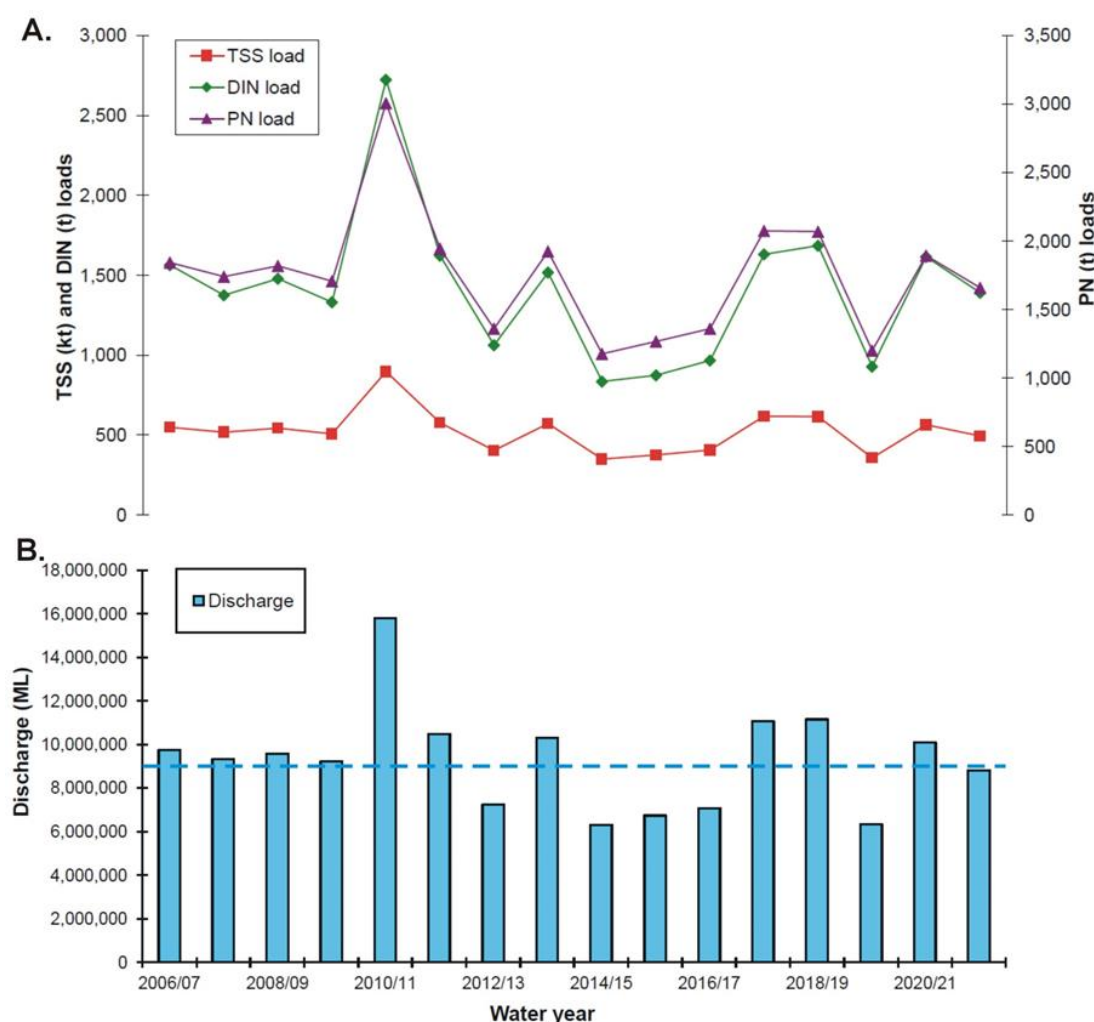 A.
3,000
2,500
2,000
1,500
1,000
500
0
TSS (kt) and DIN (t) loads
TSS load
DIN load
PN load
3,500
3,000
2,500
2,000
1,500
1,000
500
0
PN (t) loads
B.
18,000,000
16,000,000
14,000,000
12,000,000
10,000,000
8,000,000
6,000,000
4,000,000
2,000,000
0
Discharge (ML)
Discharge
2006/07 2008/09 2010/11 2012/13 2014/15 2016/17 2018/19 2020/21
Water year